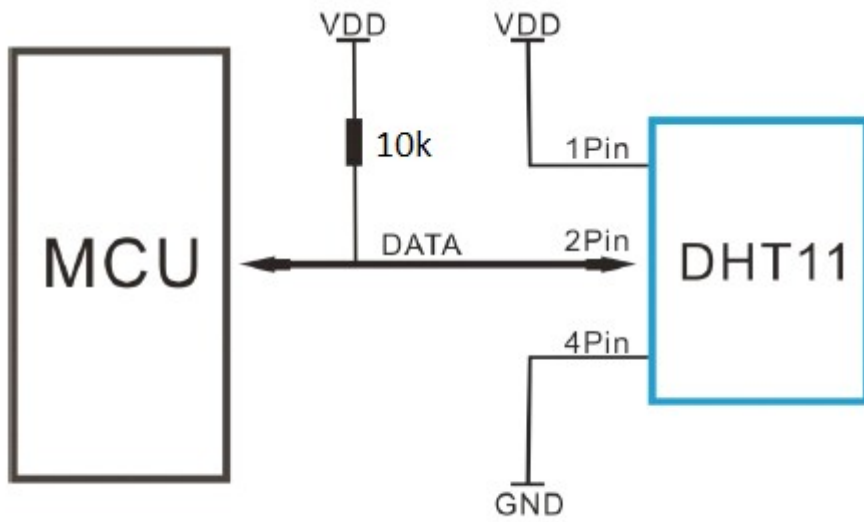 VDD
VDD
10k
1Pin
MCU
DATA
2Pin
DHT11
4Pin
GND